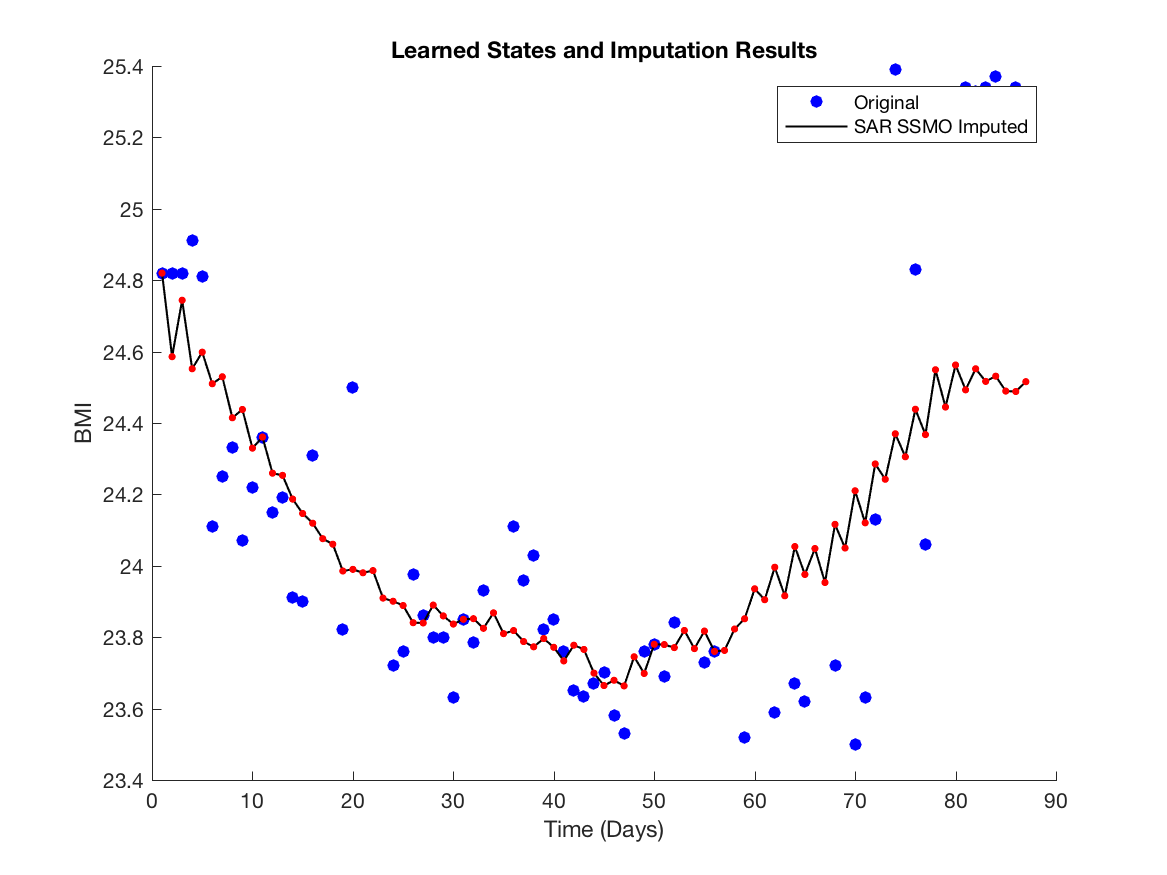 Learned States and Imputation Results
25.4
25.2
25
24.8
24.6
24.4
24.2
24
23.8
23.6
23.4
BMI
Original
SAR SSMO Imputed
0 10 20 30 40 50 60 70 80 90
Time (Days)